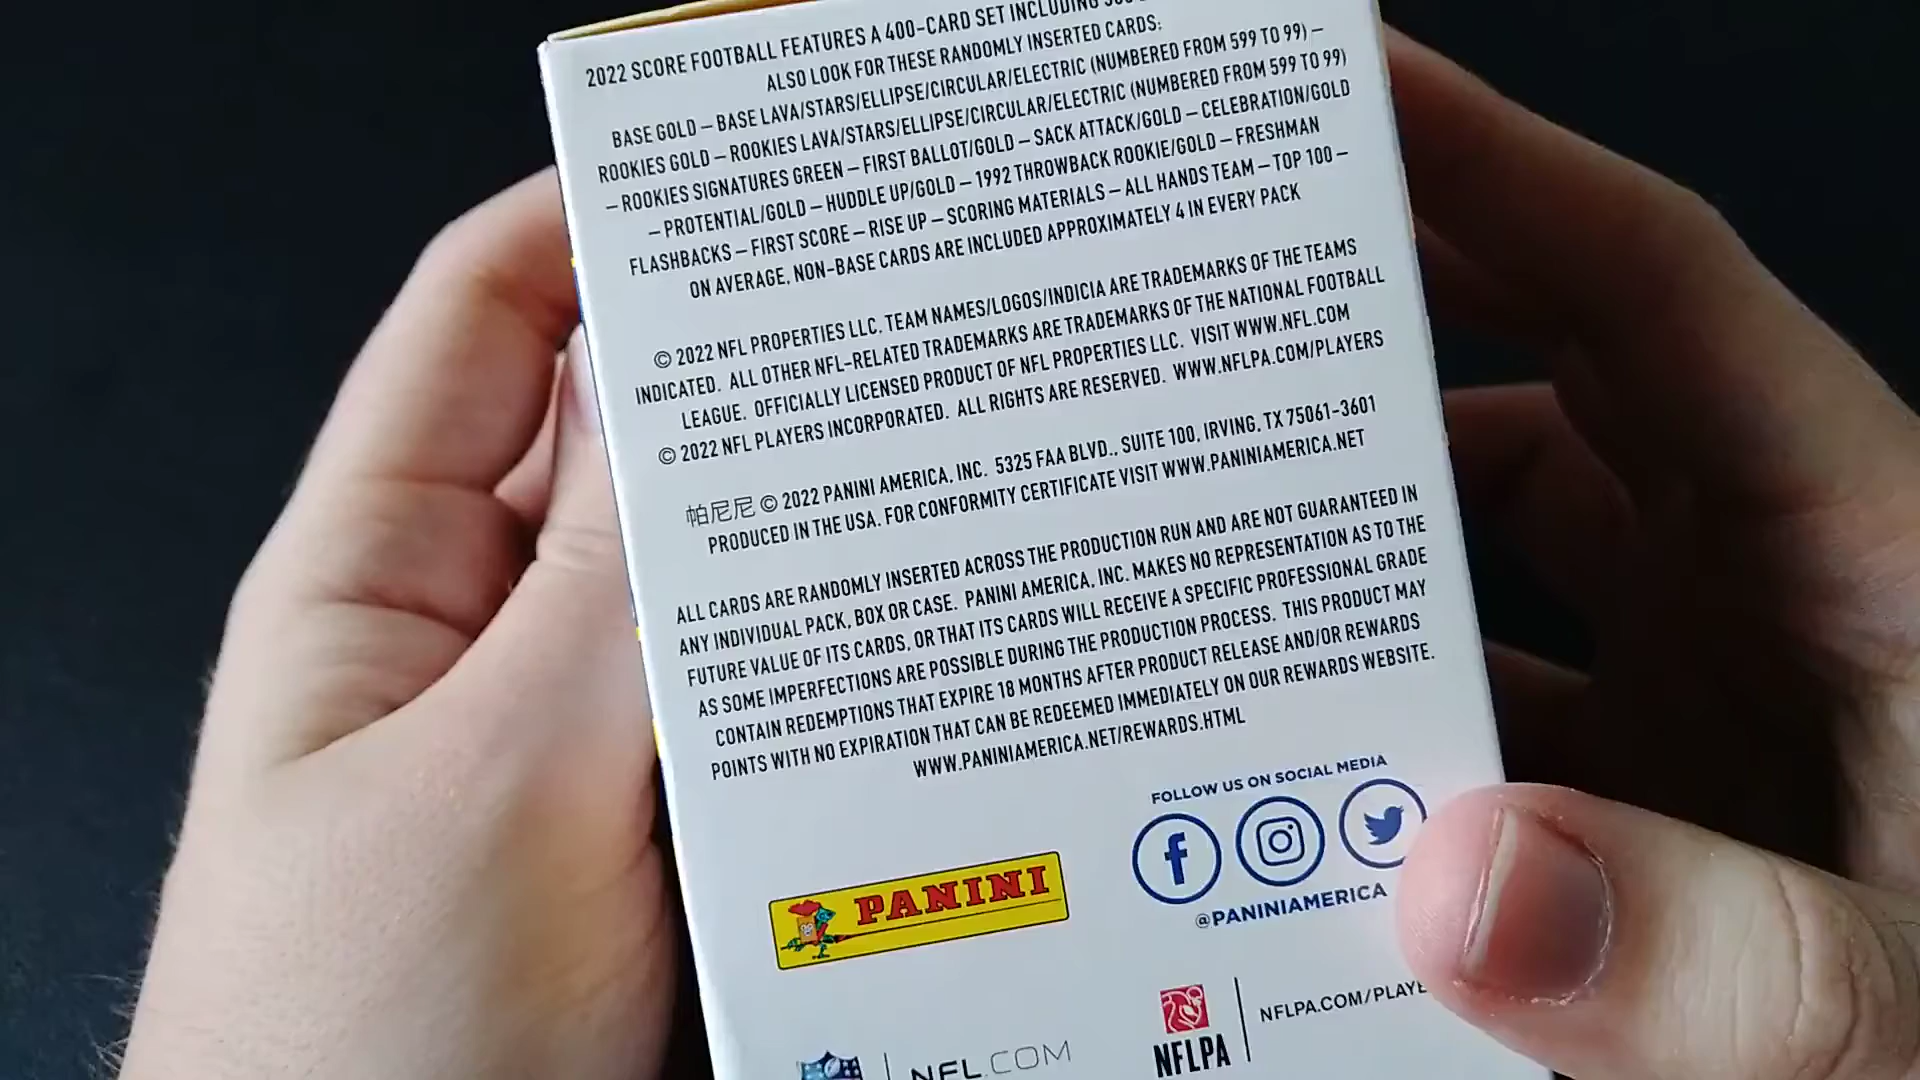 2022 SCORE FOOTBALL FEATURES A 400-CARD SET INCLUDING
ALSO LOOK FOR THESE RANDOMLY INSERTED CARDS:
BASE GOLD – BASE LAVA/STARS/ELLIPSE/CIRCULAR/ELECTRIC (NUMBERED FROM 599 TO 99) –
ROOKIES GOLD – ROOKIES LAVA/STARS/ELLIPSE/CIRCULAR/ELECTRIC (NUMBERED FROM 599 TO 99)
– ROOKIES SIGNATURES GREEN – FIRST BALLOT/GOLD – SACK ATTACK/GOLD – CELEBRATION/GOLD
– PROTENTIAL/GOLD – HUDDLE UP/GOLD – 1992 THROWBACK ROOKIE/GOLD – FRESHMAN
FLASHBACKS – FIRST SCORE – RISE UP – SCORING MATERIALS – ALL HANDS TEAM – TOP 100 –
ON AVERAGE, NON-BASE CARDS ARE INCLUDED APPROXIMATELY 4 IN EVERY PACK
© 2022 NFL PROPERTIES LLC. TEAM NAMES/LOGOS/INDICIA ARE TRADEMARKS OF THE TEAMS
INDICATED. ALL OTHER NFL-RELATED TRADEMARKS ARE TRADEMARKS OF THE NATIONAL FOOTBALL
LEAGUE. OFFICIALLY LICENSED PRODUCT OF NFL PROPERTIES LLC. VISIT WWW.NFL.COM
© 2022 NFL PLAYERS INCORPORATED. ALL RIGHTS ARE RESERVED. WWW.NFLPA.COM/PLAYERS
帕尼尼 © 2022 PANINI AMERICA, INC. 5325 FAA BLVD., SUITE 100, IRVING, TX 75061-3601
PRODUCED IN THE USA. FOR CONFORMITY CERTIFICATE VISIT WWW.PANINIAMERICA.NET
ALL CARDS ARE RANDOMLY INSERTED ACROSS THE PRODUCTION RUN AND ARE NOT GUARANTEED IN
ANY INDIVIDUAL PACK, BOX OR CASE. PANINI AMERICA, INC. MAKES NO REPRESENTATION AS TO THE
FUTURE VALUE OF ITS CARDS, OR THAT ITS CARDS WILL RECEIVE A SPECIFIC PROFESSIONAL GRADE
AS SOME IMPERFECTIONS ARE POSSIBLE DURING THE PRODUCTION PROCESS. THIS PRODUCT MAY
CONTAIN REDEMPTIONS THAT EXPIRE 18 MONTHS AFTER PRODUCT RELEASE AND/OR REWARDS
POINTS WITH NO EXPIRATION THAT CAN BE REDEEMED IMMEDIATELY ON OUR REWARDS WEBSITE.
WWW.PANINIAMERICA.NET/REWARDS.HTML
FOLLOW US ON SOCIAL MEDIA
@PANINIAMERICA
PANINI
NFL.COM
NFLPA
NFLPA.COM/PLAYE